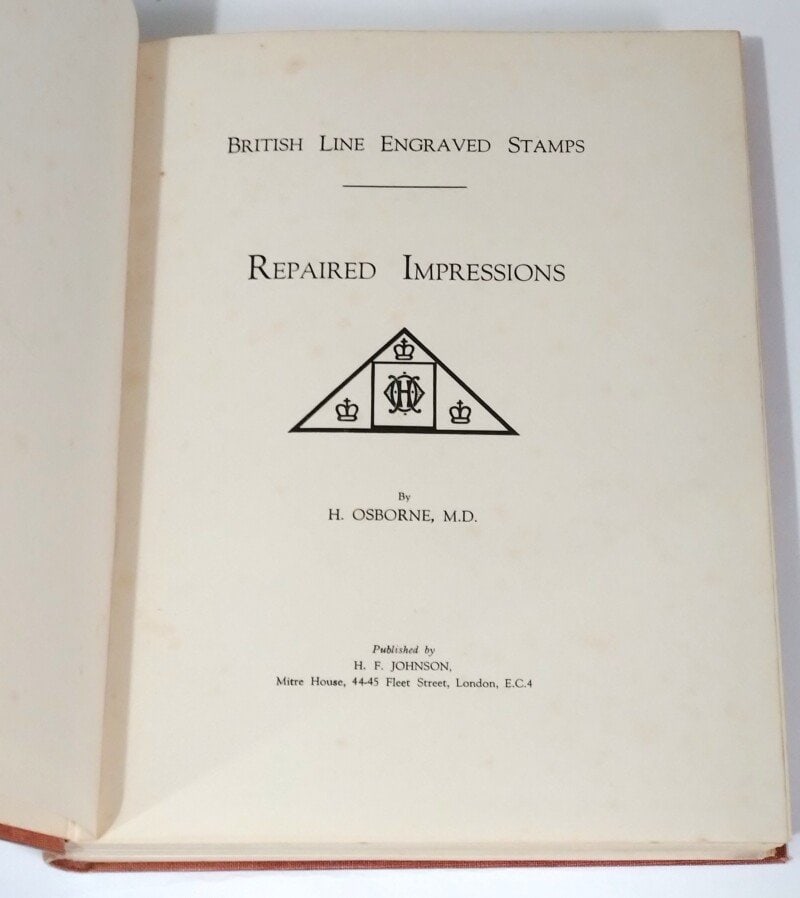 British Line Engraved Stamps
Repaired Impressions
HO
By
H. OSBORNE, M.D.
Published by
H. F. JOHNSON,
Mitre House, 44-45 Fleet Street, London, E.C.4